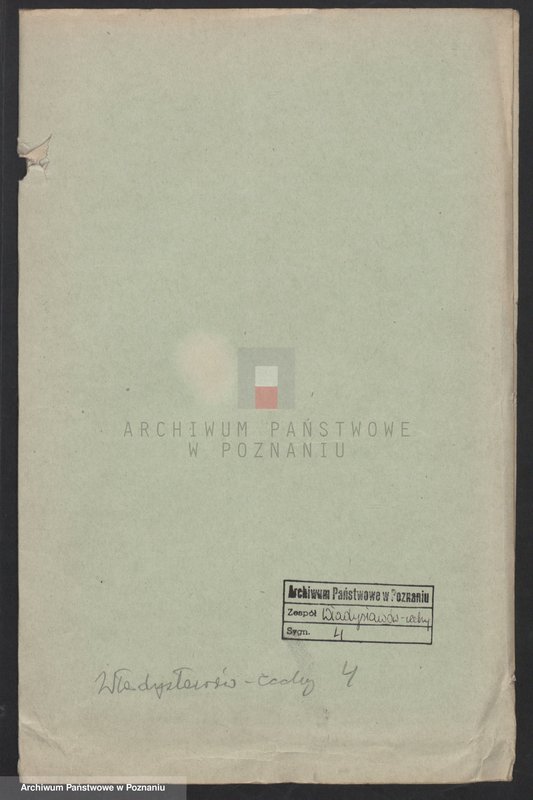 ARCHIWUM PAŃSTWOWE
W POZNANIU
Archiwum Państwowe w Poznaniu
Zespół Władysławów-cechy
Sygn. 4
Władysławów-cechy 4
Archiwum Państwowe w Poznaniu